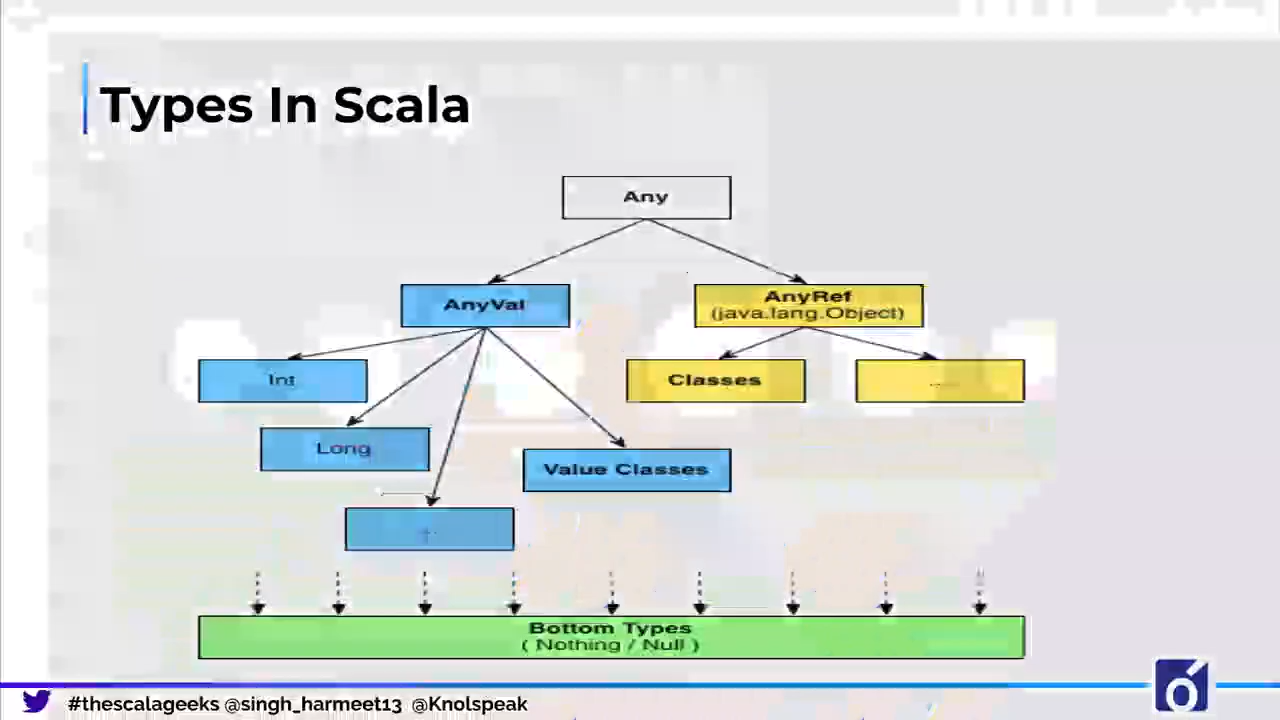 Types In Scala
Any
AnyVal
AnyRef
(java.lang.Object)
Int
Classes
...
Long
Value Classes
Bottom Types
( Nothing / Null )
#thescalageeks @singh_harmeet13 @Knolspeak